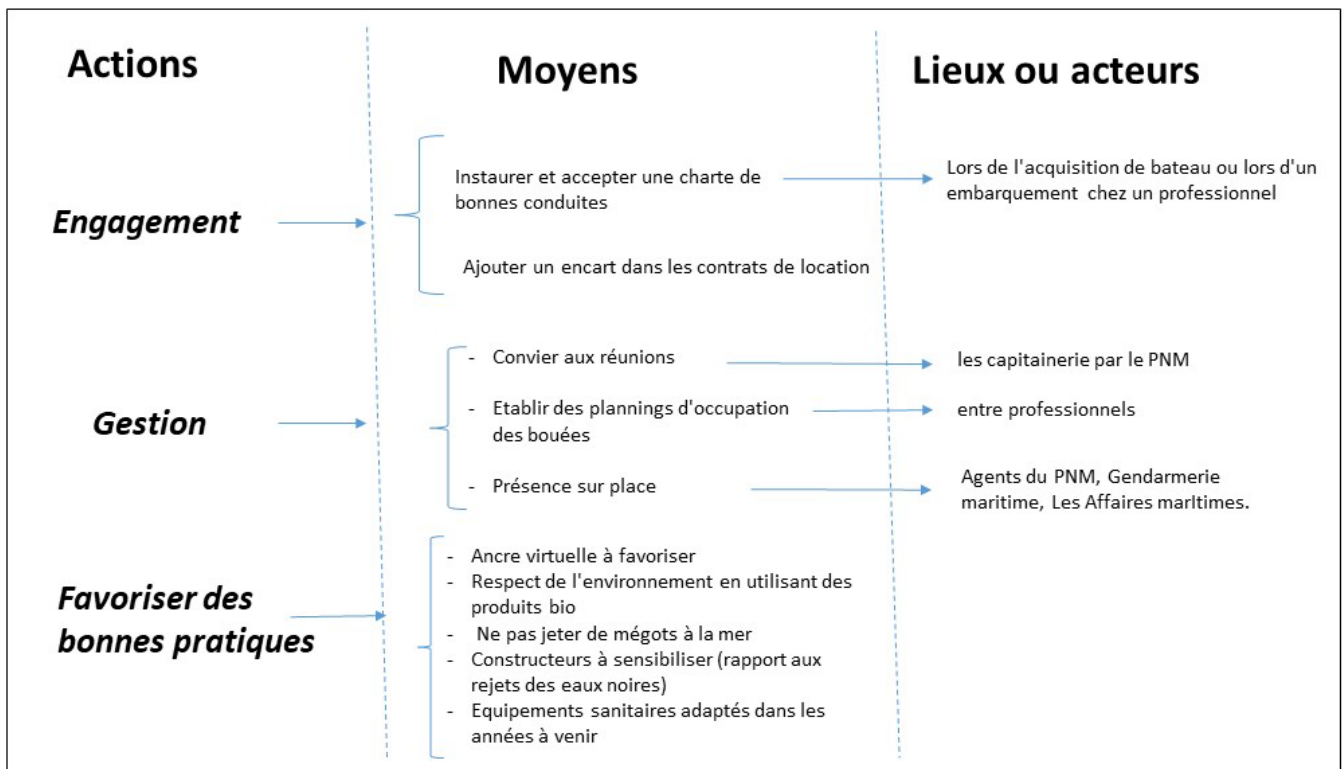 Actions
Moyens
Lieux ou acteurs
Engagement
Instaurer et accepter une charte de
bonnes conduites
Lors de l'acquisition de bateau ou lors d'un
embarquement chez un professionnel
Ajouter un encart dans les contrats de location
Gestion
- Convier aux réunions
les capitainerie par le PNM
- Etablir des plannings d'occupation
des bouées
entre professionnels
- Présence sur place
Agents du PNM, Gendarmerie
maritime, Les Affaires marItimes.
Favoriser des
bonnes pratiques
- Ancre virtuelle à favoriser
- Respect de l'environnement en utilisant des
produits bio
- Ne pas jeter de mégots à la mer
- Constructeurs à sensibiliser (rapport aux
rejets des eaux noires)
- Equipements sanitaires adaptés dans les
années à venir